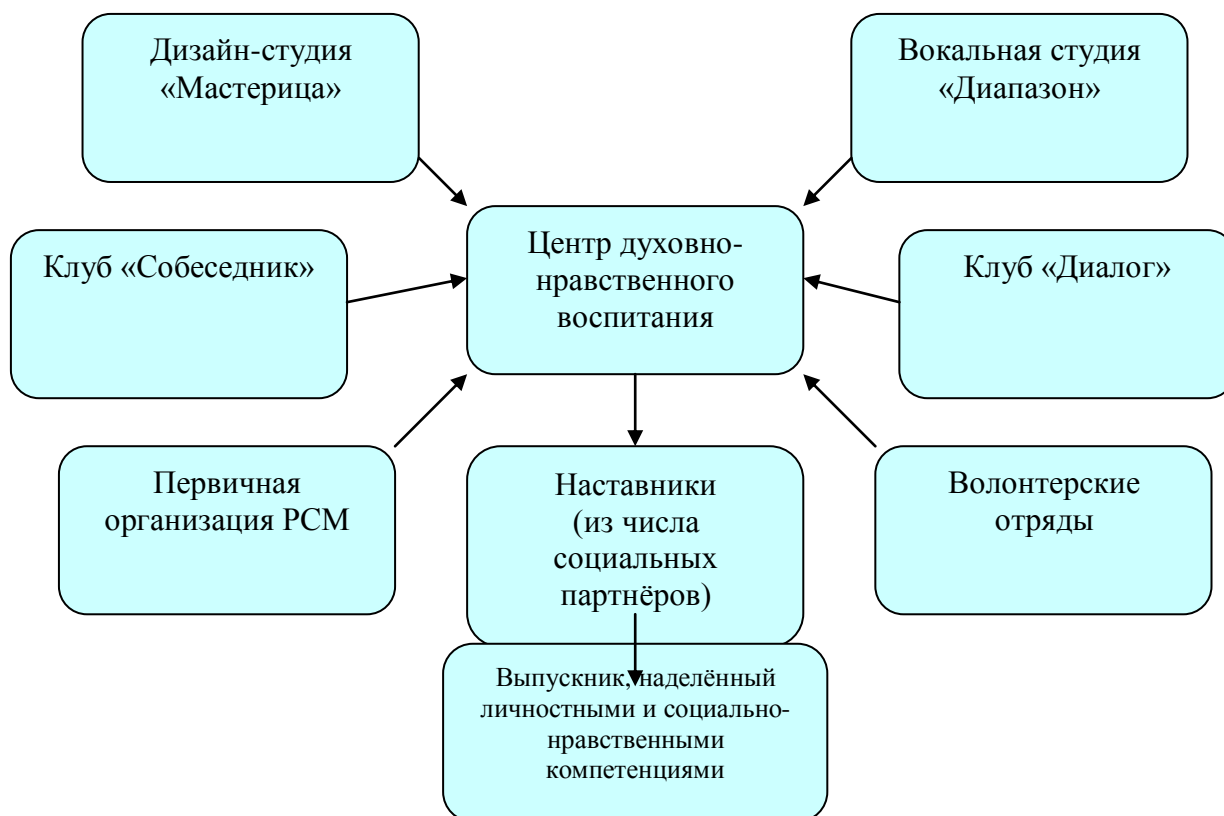 Дизайн-студия
«Мастерица»
Вокальная студия
«Диапазон»
Клуб «Собеседник»
Центр духовно-
нравственного
воспитания
Клуб «Диалог»
Первичная
организация РСМ
Наставники
(из числа
социальных
партнёров)
Волонтерские
отряды
Выпускник, наделённый
личностными и социально-
нравственными
компетенциями